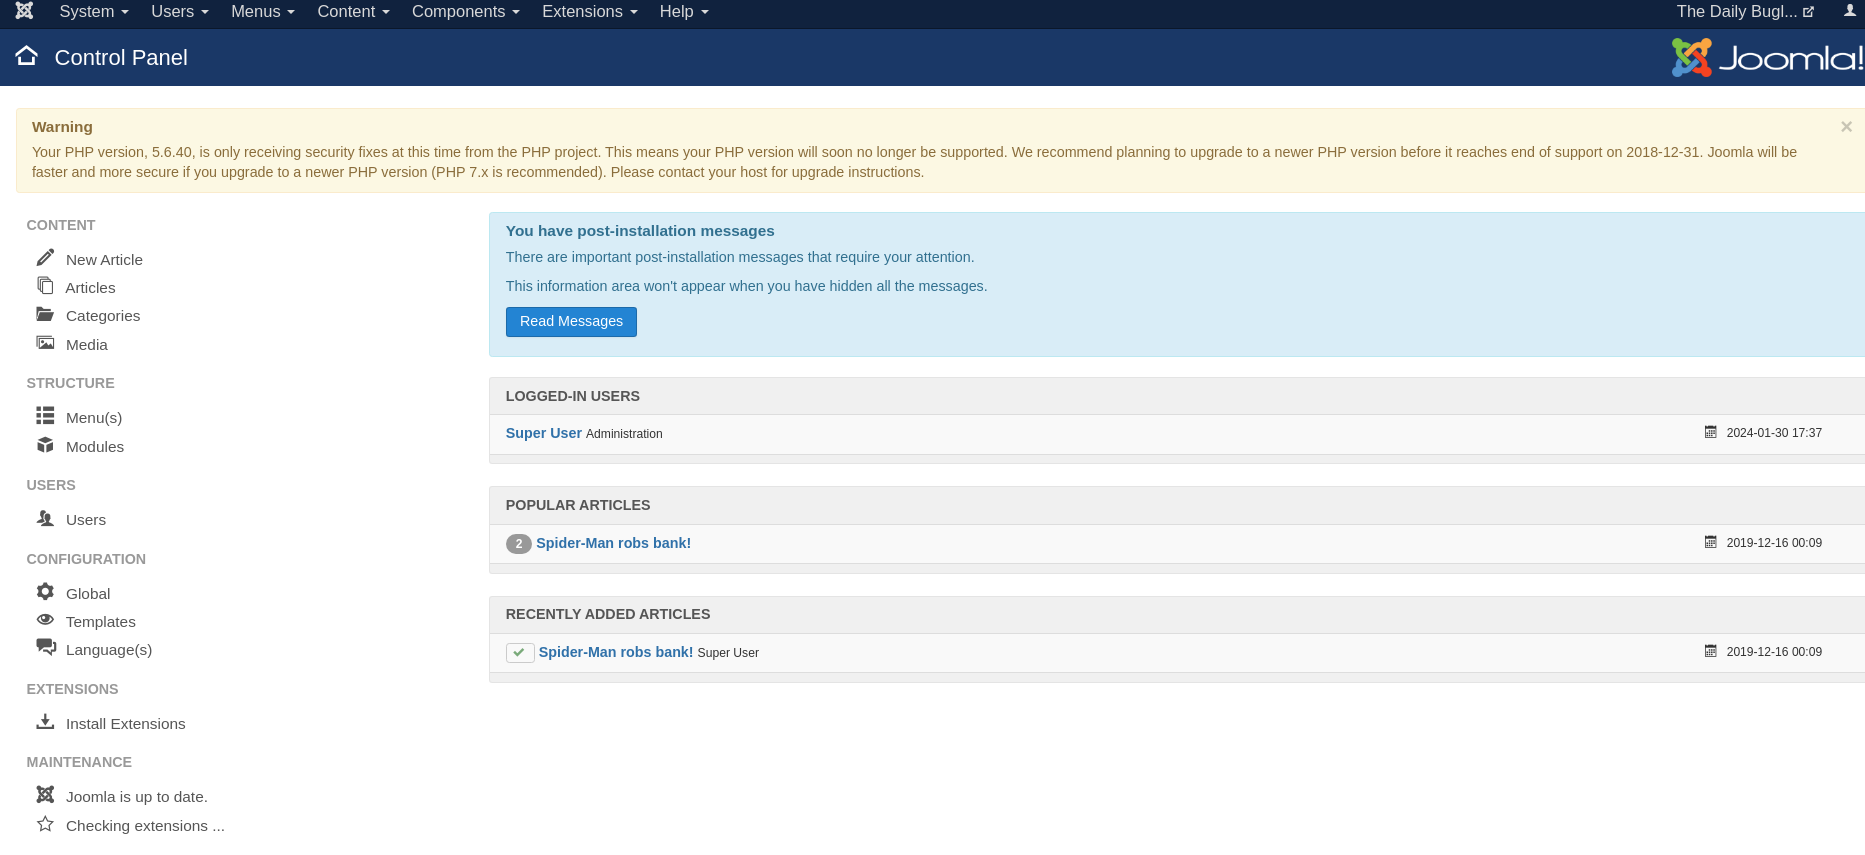 System Users Menus Content Components Extensions Help The Daily Bugl...
Control Panel Joomla!
Warning ×
Your PHP version, 5.6.40, is only receiving security fixes at this time from the PHP project. This means your PHP version will soon no longer be supported. We recommend planning to upgrade to a newer PHP version before it reaches end of support on 2018-12-31. Joomla will be
faster and more secure if you upgrade to a newer PHP version (PHP 7.x is recommended). Please contact your host for upgrade instructions.
CONTENT
New Article
Articles
Categories
Media
STRUCTURE
Menu(s)
Modules
USERS
Users
CONFIGURATION
Global
Templates
Language(s)
EXTENSIONS
Install Extensions
MAINTENANCE
Joomla is up to date.
Checking extensions ...
You have post-installation messages
There are important post-installation messages that require your attention.
This information area won't appear when you have hidden all the messages.
Read Messages
LOGGED-IN USERS
Super User Administration 2024-01-30 17:37
POPULAR ARTICLES
2 Spider-Man robs bank! 2019-12-16 00:09
RECENTLY ADDED ARTICLES
Spider-Man robs bank! Super User 2019-12-16 00:09